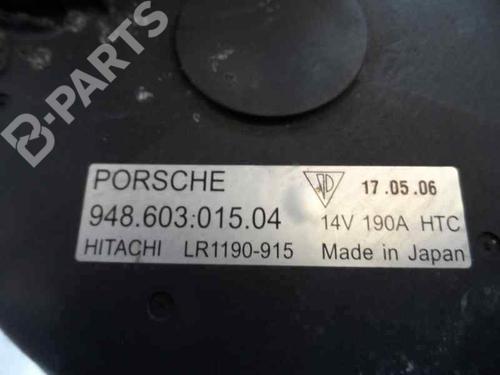 B-PARTS
PORSCHE 17.05.06
948.603.015.04 14V 190A HTC
HITACHI LR1190-915 Made in Japan